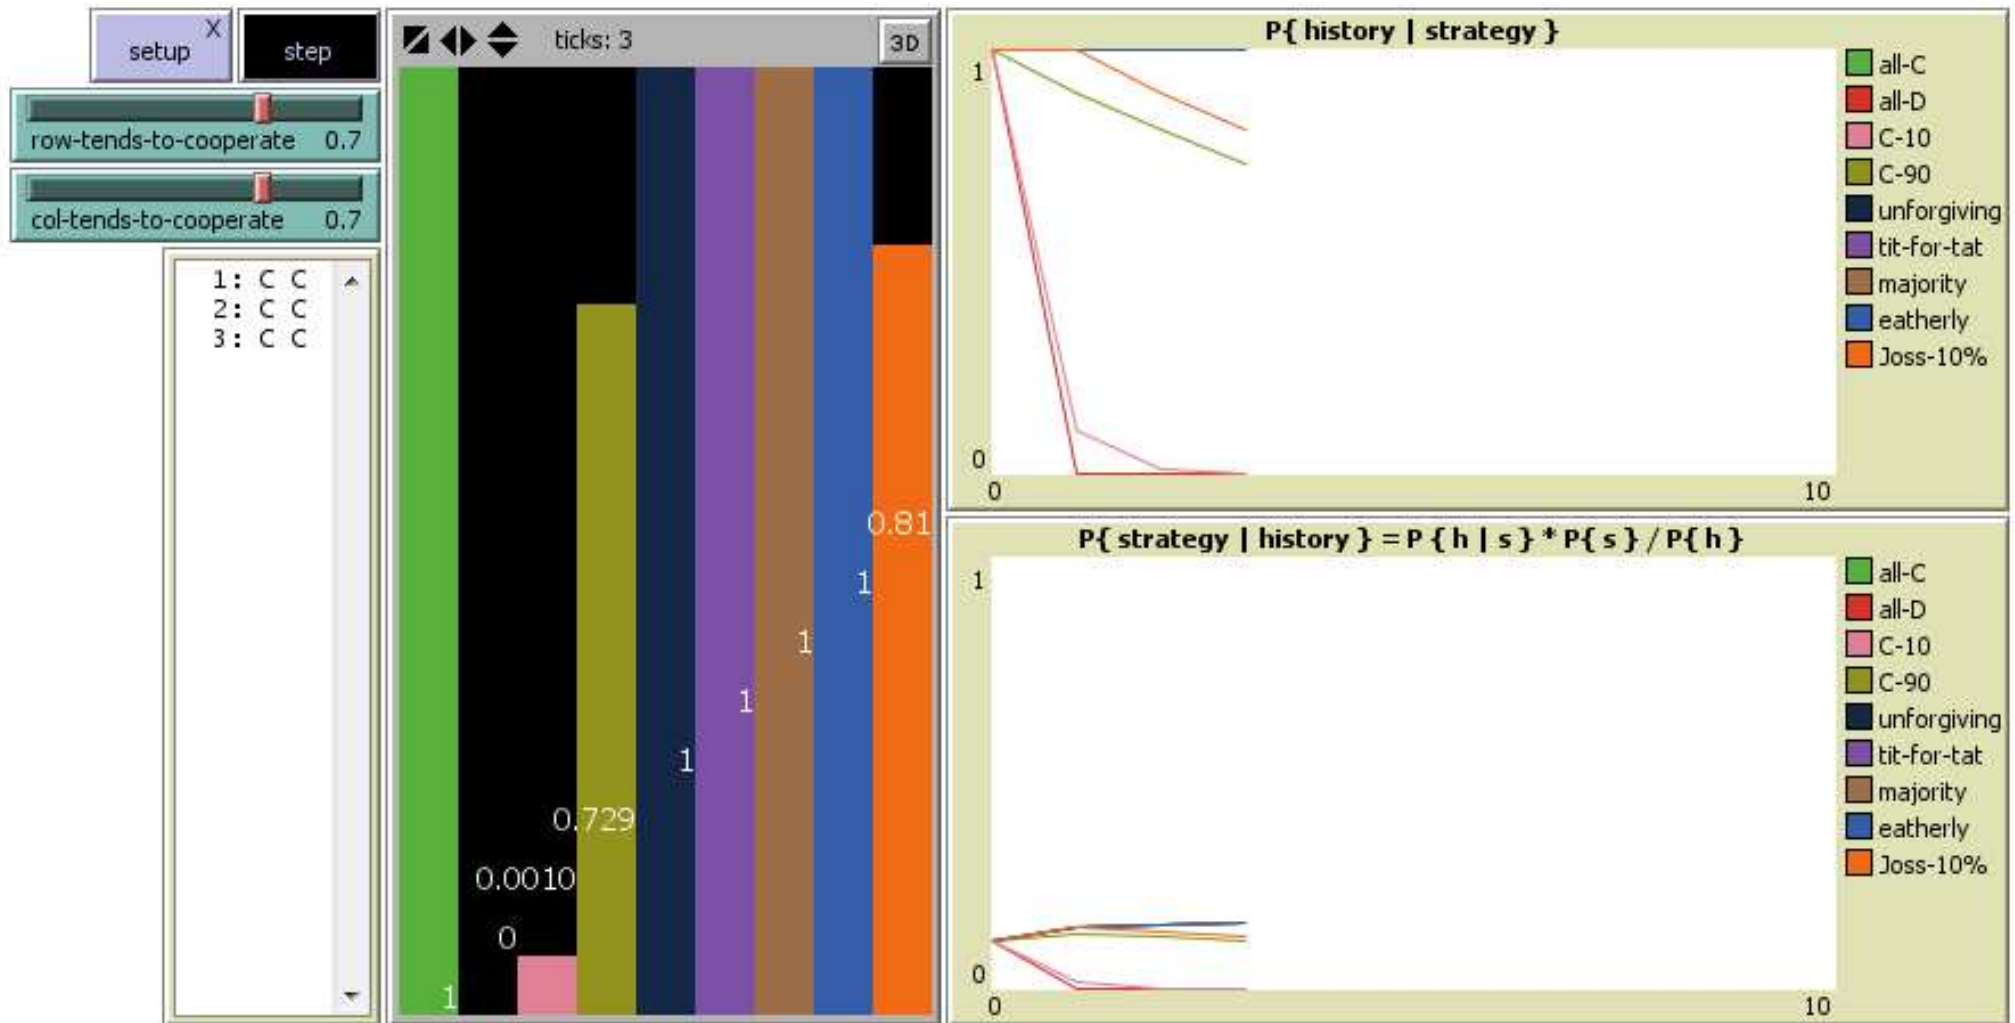 setup X
step
row-tends-to-cooperate 0.7
col-tends-to-cooperate 0.7
1: C C
2: C C
3: C C
ticks: 3
3D
0.81
1
1
1
1
0.729
0.0010
0
1
P{ history | strategy }
1
0
0
10
all-C
all-D
C-10
C-90
unforgiving
tit-for-tat
majority
eatherly
Joss-10%
P{ strategy | history } = P { h | s } * P{ s } / P{ h }
1
0
0
10
all-C
all-D
C-10
C-90
unforgiving
tit-for-tat
majority
eatherly
Joss-10%